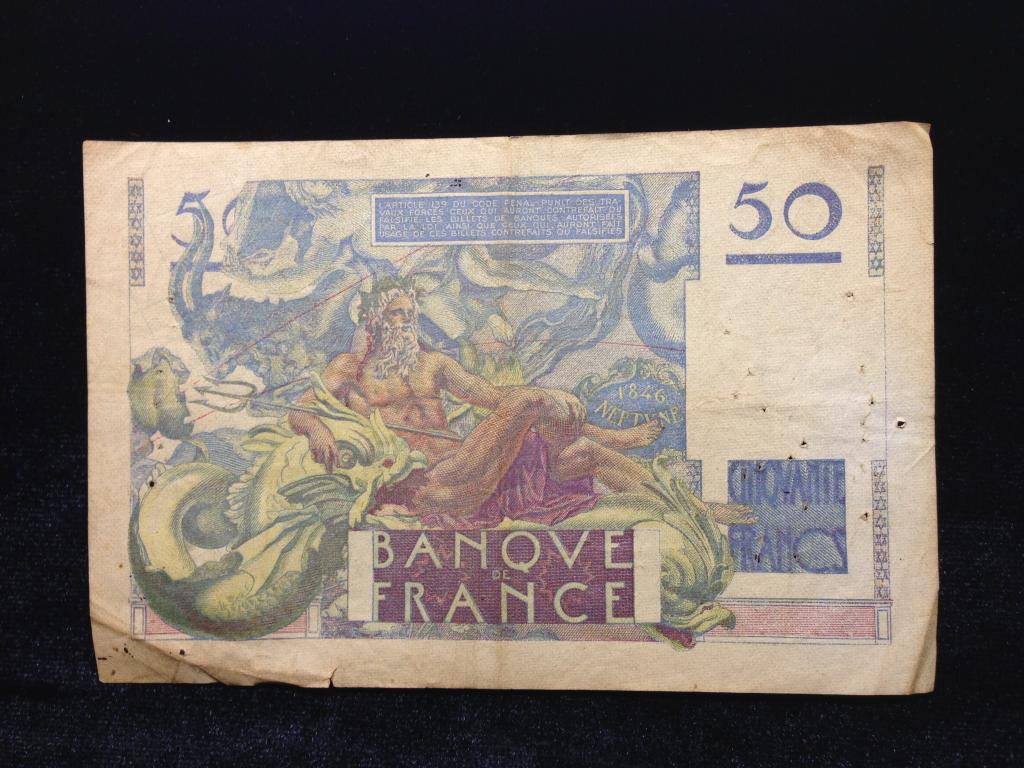 50
L'ARTICLE 139 DU CODE PÉNAL PUNIT DES TRA-
VAUX FORCÉS CEUX QUI AURONT CONTREFAIT OU
FALSIFIÉ LES BILLETS DE BANQUES AUTORISÉES
PAR LA LOI AINSI QUE CEUX QUI AURONT FAIT
USAGE DE CES BILLETS CONTREFAITS OU FALSIFIÉS
50
1846
NEPTVNE
CINQVANTE
FRANCS
BANQVE
DE
FRANCE